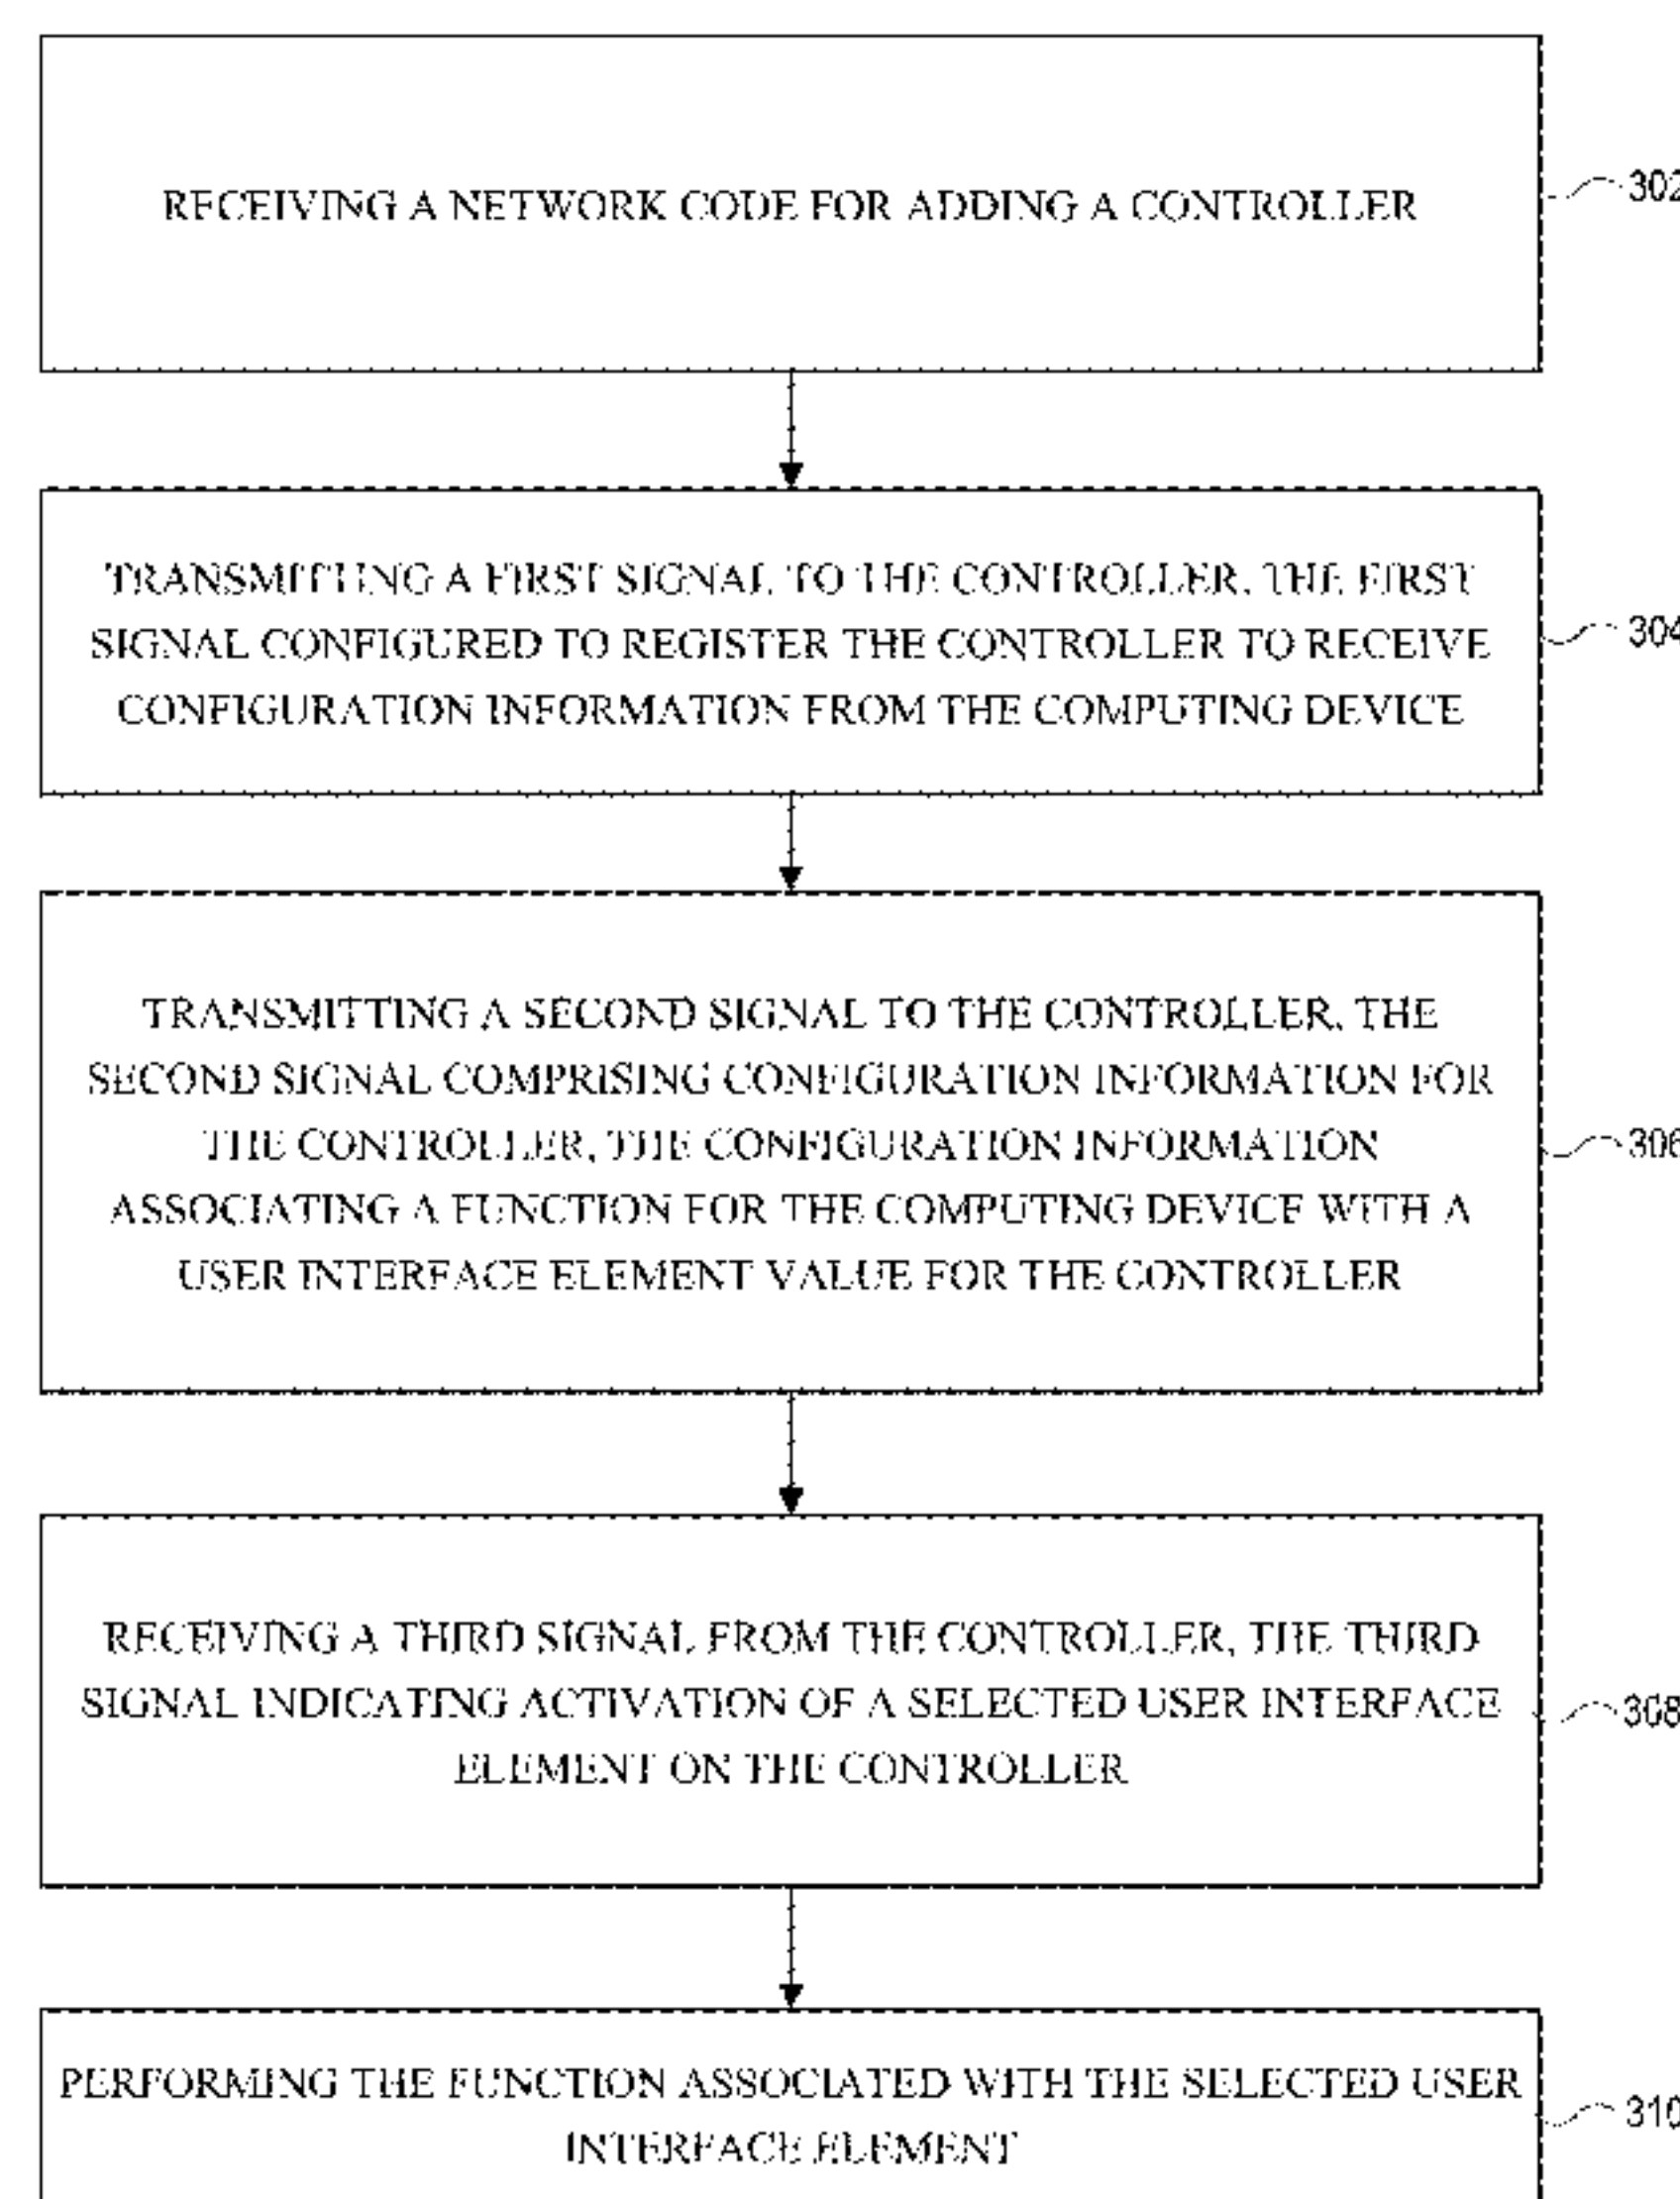 RECEIVING A NETWORK CODE FOR ADDING A CONTROLLER
302
TRANSMITTING A FIRST SIGNAL TO THE CONTROLLER, THE FIRST
SIGNAL CONFIGURED TO REGISTER THE CONTROLLER TO RECEIVE
CONFIGURATION INFORMATION FROM THE COMPUTING DEVICE
304
TRANSMITTING A SECOND SIGNAL TO THE CONTROLLER, THE
SECOND SIGNAL COMPRISING CONFIGURATION INFORMATION FOR
THE CONTROLLER, THE CONFIGURATION INFORMATION
ASSOCIATING A FUNCTION FOR THE COMPUTING DEVICE WITH A
USER INTERFACE ELEMENT VALUE FOR THE CONTROLLER
306
RECEIVING A THIRD SIGNAL FROM THE CONTROLLER, THE THIRD
SIGNAL INDICATING ACTIVATION OF A SELECTED USER INTERFACE
ELEMENT ON THE CONTROLLER
308
PERFORMING THE FUNCTION ASSOCIATED WITH THE SELECTED USER
INTERFACE ELEMENT
310